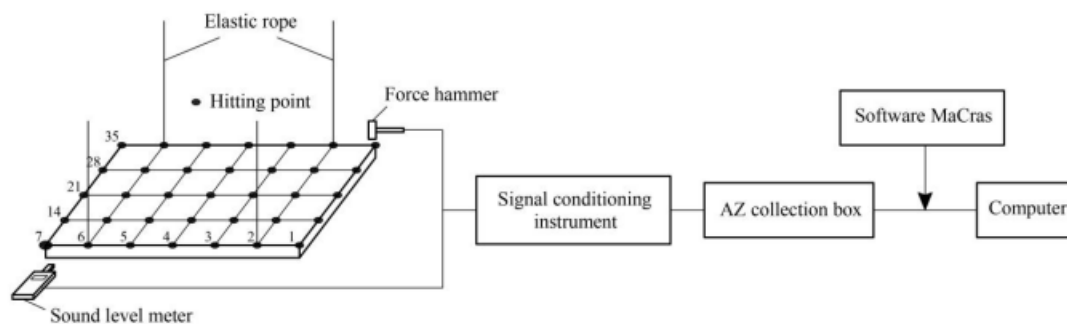 Elastic rope
Hitting point
Force hammer
35
28
21
14
7
6
5
4
3
2
1
Sound level meter
Signal conditioning
instrument
AZ collection box
Software MaCras
Computer